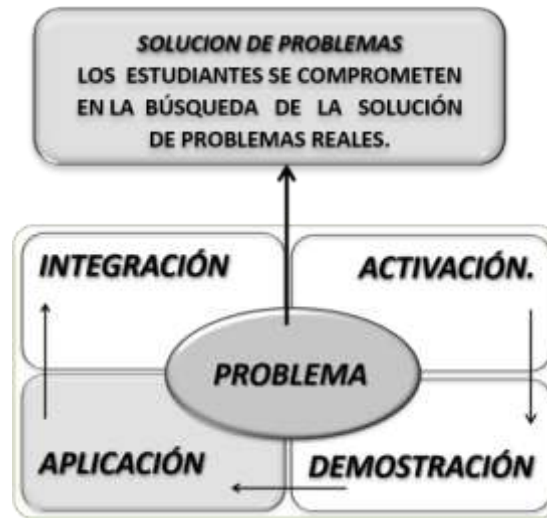 SOLUCION DE PROBLEMAS
LOS ESTUDIANTES SE COMPROMETEN
EN LA BÚSQUEDA DE LA SOLUCIÓN
DE PROBLEMAS REALES.
INTEGRACIÓN
ACTIVACIÓN.
PROBLEMA
APLICACIÓN
DEMOSTRACIÓN